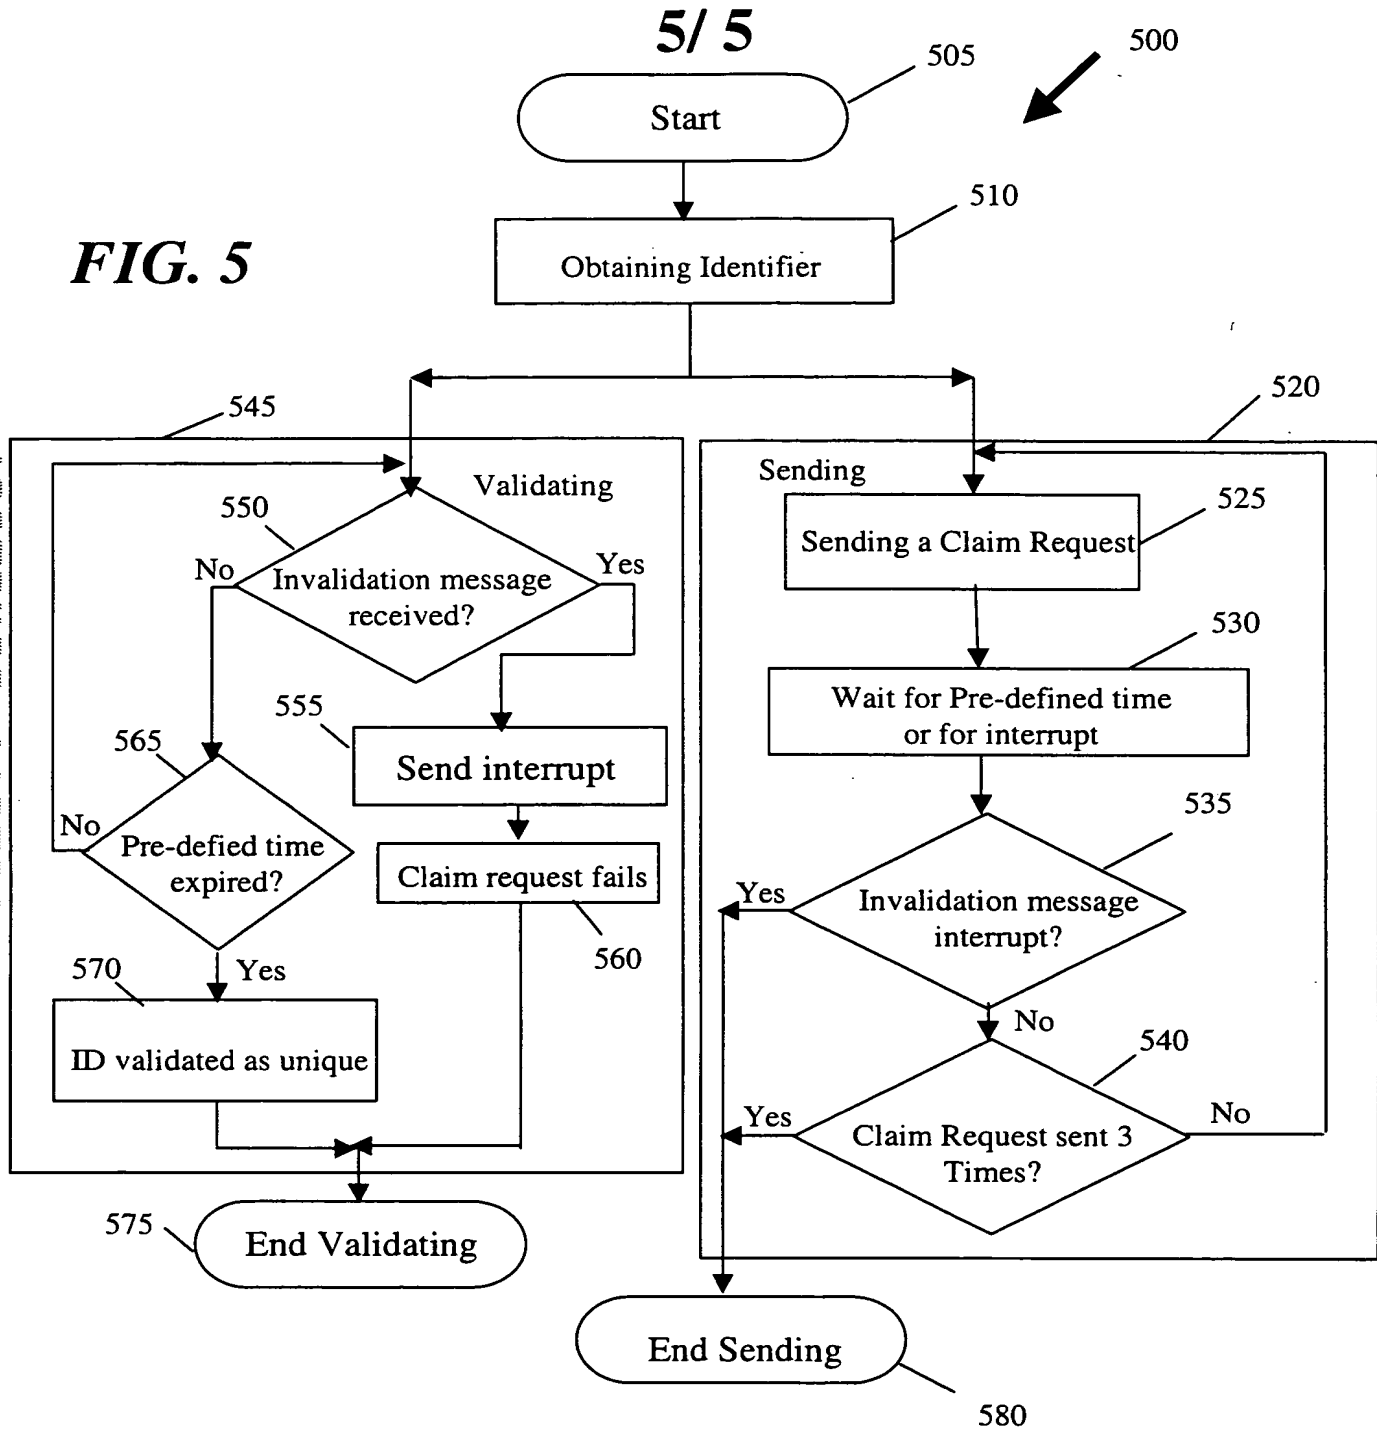 5/ 5
500
505
Start
510
FIG. 5
Obtaining Identifier
545
520
Validating
Sending
550
525
No
Yes
Invalidation message
received?
Sending a Claim Request
530
555
Wait for Pre-defined time
or for interrupt
565
Send interrupt
535
No
Pre-defied time
expired?
Claim request fails
Yes
Invalidation message
interrupt?
560
570
Yes
No
ID validated as unique
540
Yes
No
Claim Request sent 3
Times?
575
End Validating
End Sending
580